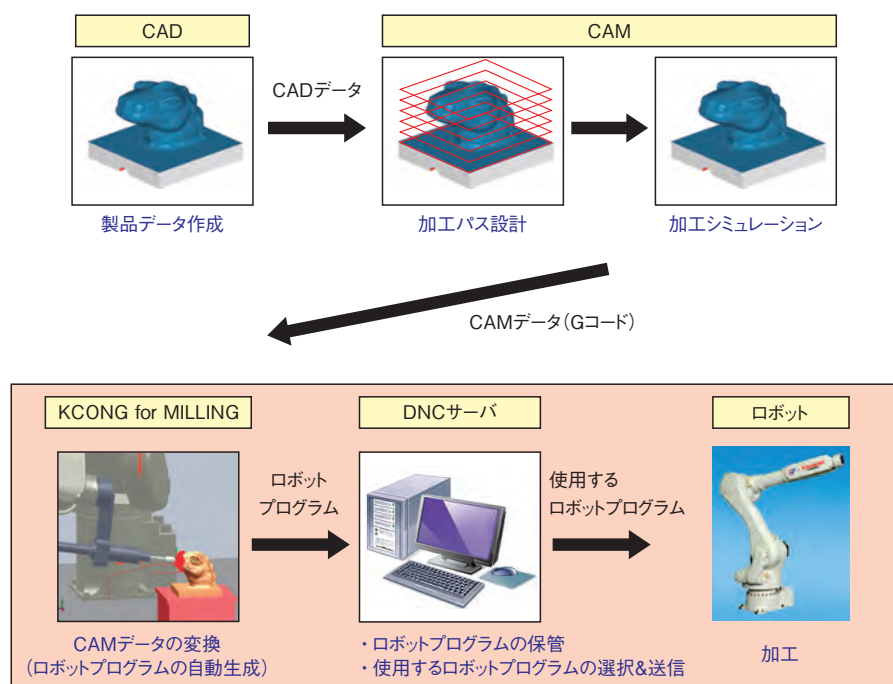 CAD
CAM
CADデータ
製品データ作成
加工パス設計
加工シミュレーション
CAMデータ(Gコード)
KCONG for MILLING
DNCサーバ
ロボット
ロボット
プログラム
使用する
ロボットプログラム
CAMデータの変換
(ロボットプログラムの自動生成)
・ロボットプログラムの保管
・使用するロボットプログラムの選択&送信
加工